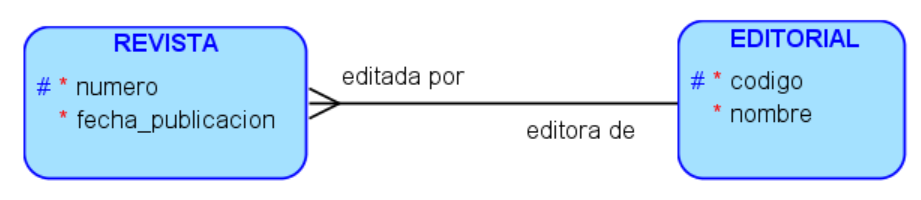 REVISTA
# * numero
* fecha_publicacion
editada por
editora de
EDITORIAL
# * codigo
* nombre